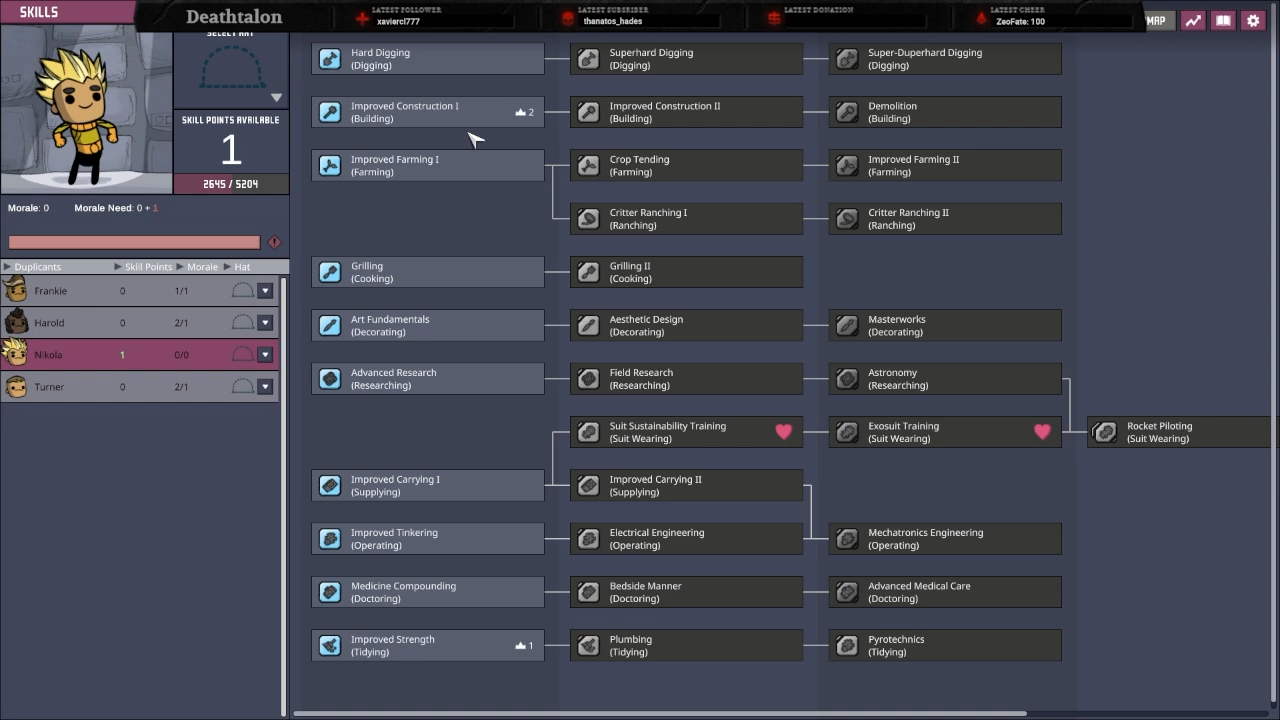 SKILLS
Deathtalon
LATEST FOLLOWER
xaviercl777
LATEST SUBSRIBER
thanatos_hades
LATEST DONATION
LATEST CHEER
ZeoFate: 100
MAP
SELECT HAT
SKILL POINTS AVAILABLE
1
2645 / 5204
Morale: 0
Morale Need: 0 + 1
Duplicants
Skill Points
Morale
Hat
Frankie
0
1/1
Harold
0
2/1
Nikola
1
0/0
Turner
0
2/1
Hard Digging
(Digging)
Superhard Digging
(Digging)
Super-Duperhard Digging
(Digging)
Improved Construction I
(Building)
2
Improved Construction II
(Building)
Demolition
(Building)
Improved Farming I
(Farming)
Crop Tending
(Farming)
Improved Farming II
(Farming)
Critter Ranching I
(Ranching)
Critter Ranching II
(Ranching)
Grilling
(Cooking)
Grilling II
(Cooking)
Art Fundamentals
(Decorating)
Aesthetic Design
(Decorating)
Masterworks
(Decorating)
Advanced Research
(Researching)
Field Research
(Researching)
Astronomy
(Researching)
Suit Sustainability Training
(Suit Wearing)
Exosuit Training
(Suit Wearing)
Rocket Piloting
(Suit Wearing)
Improved Carrying I
(Supplying)
Improved Carrying II
(Supplying)
Improved Tinkering
(Operating)
Electrical Engineering
(Operating)
Mechatronics Engineering
(Operating)
Medicine Compounding
(Doctoring)
Bedside Manner
(Doctoring)
Advanced Medical Care
(Doctoring)
Improved Strength
(Tidying)
1
Plumbing
(Tidying)
Pyrotechnics
(Tidying)